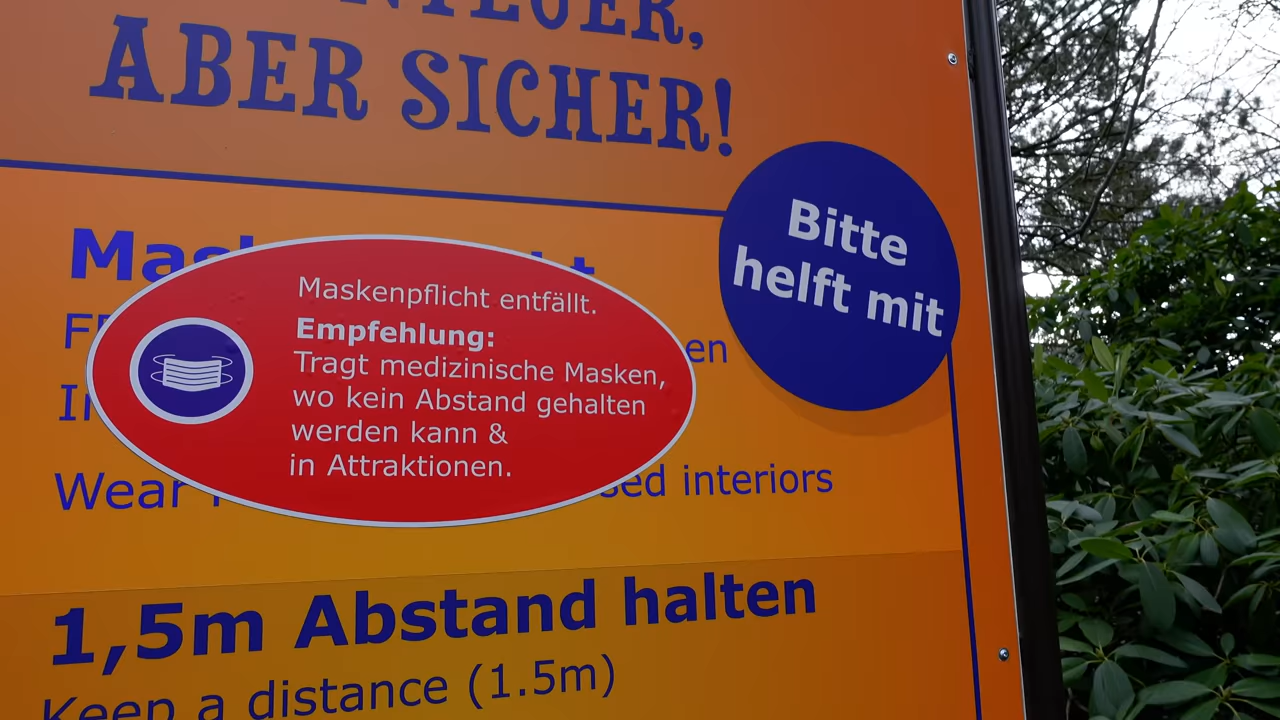 ABER SICHER!
Bitte
helft mit
Maskenpflicht entfällt.
Empfehlung:
Tragt medizinische Masken,
wo kein Abstand gehalten
werden kann &
in Attraktionen.
Wear
interiors
1,5m Abstand halten
Keep a distance (1.5m)